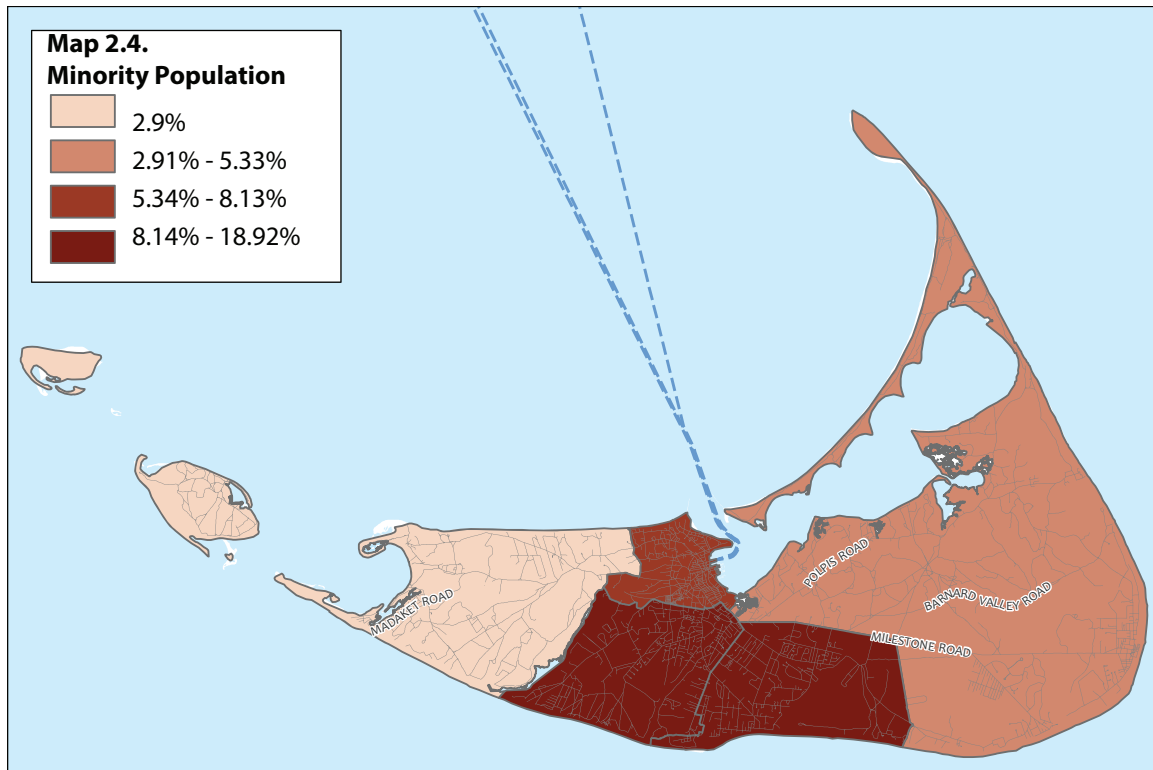 Map 2.4.
Minority Population
2.9%
2.91% - 5.33%
5.34% - 8.13%
8.14% - 18.92%
POLPIS ROAD
BARNARD VALLEY ROAD
MADAKET ROAD
MILESTONE ROAD